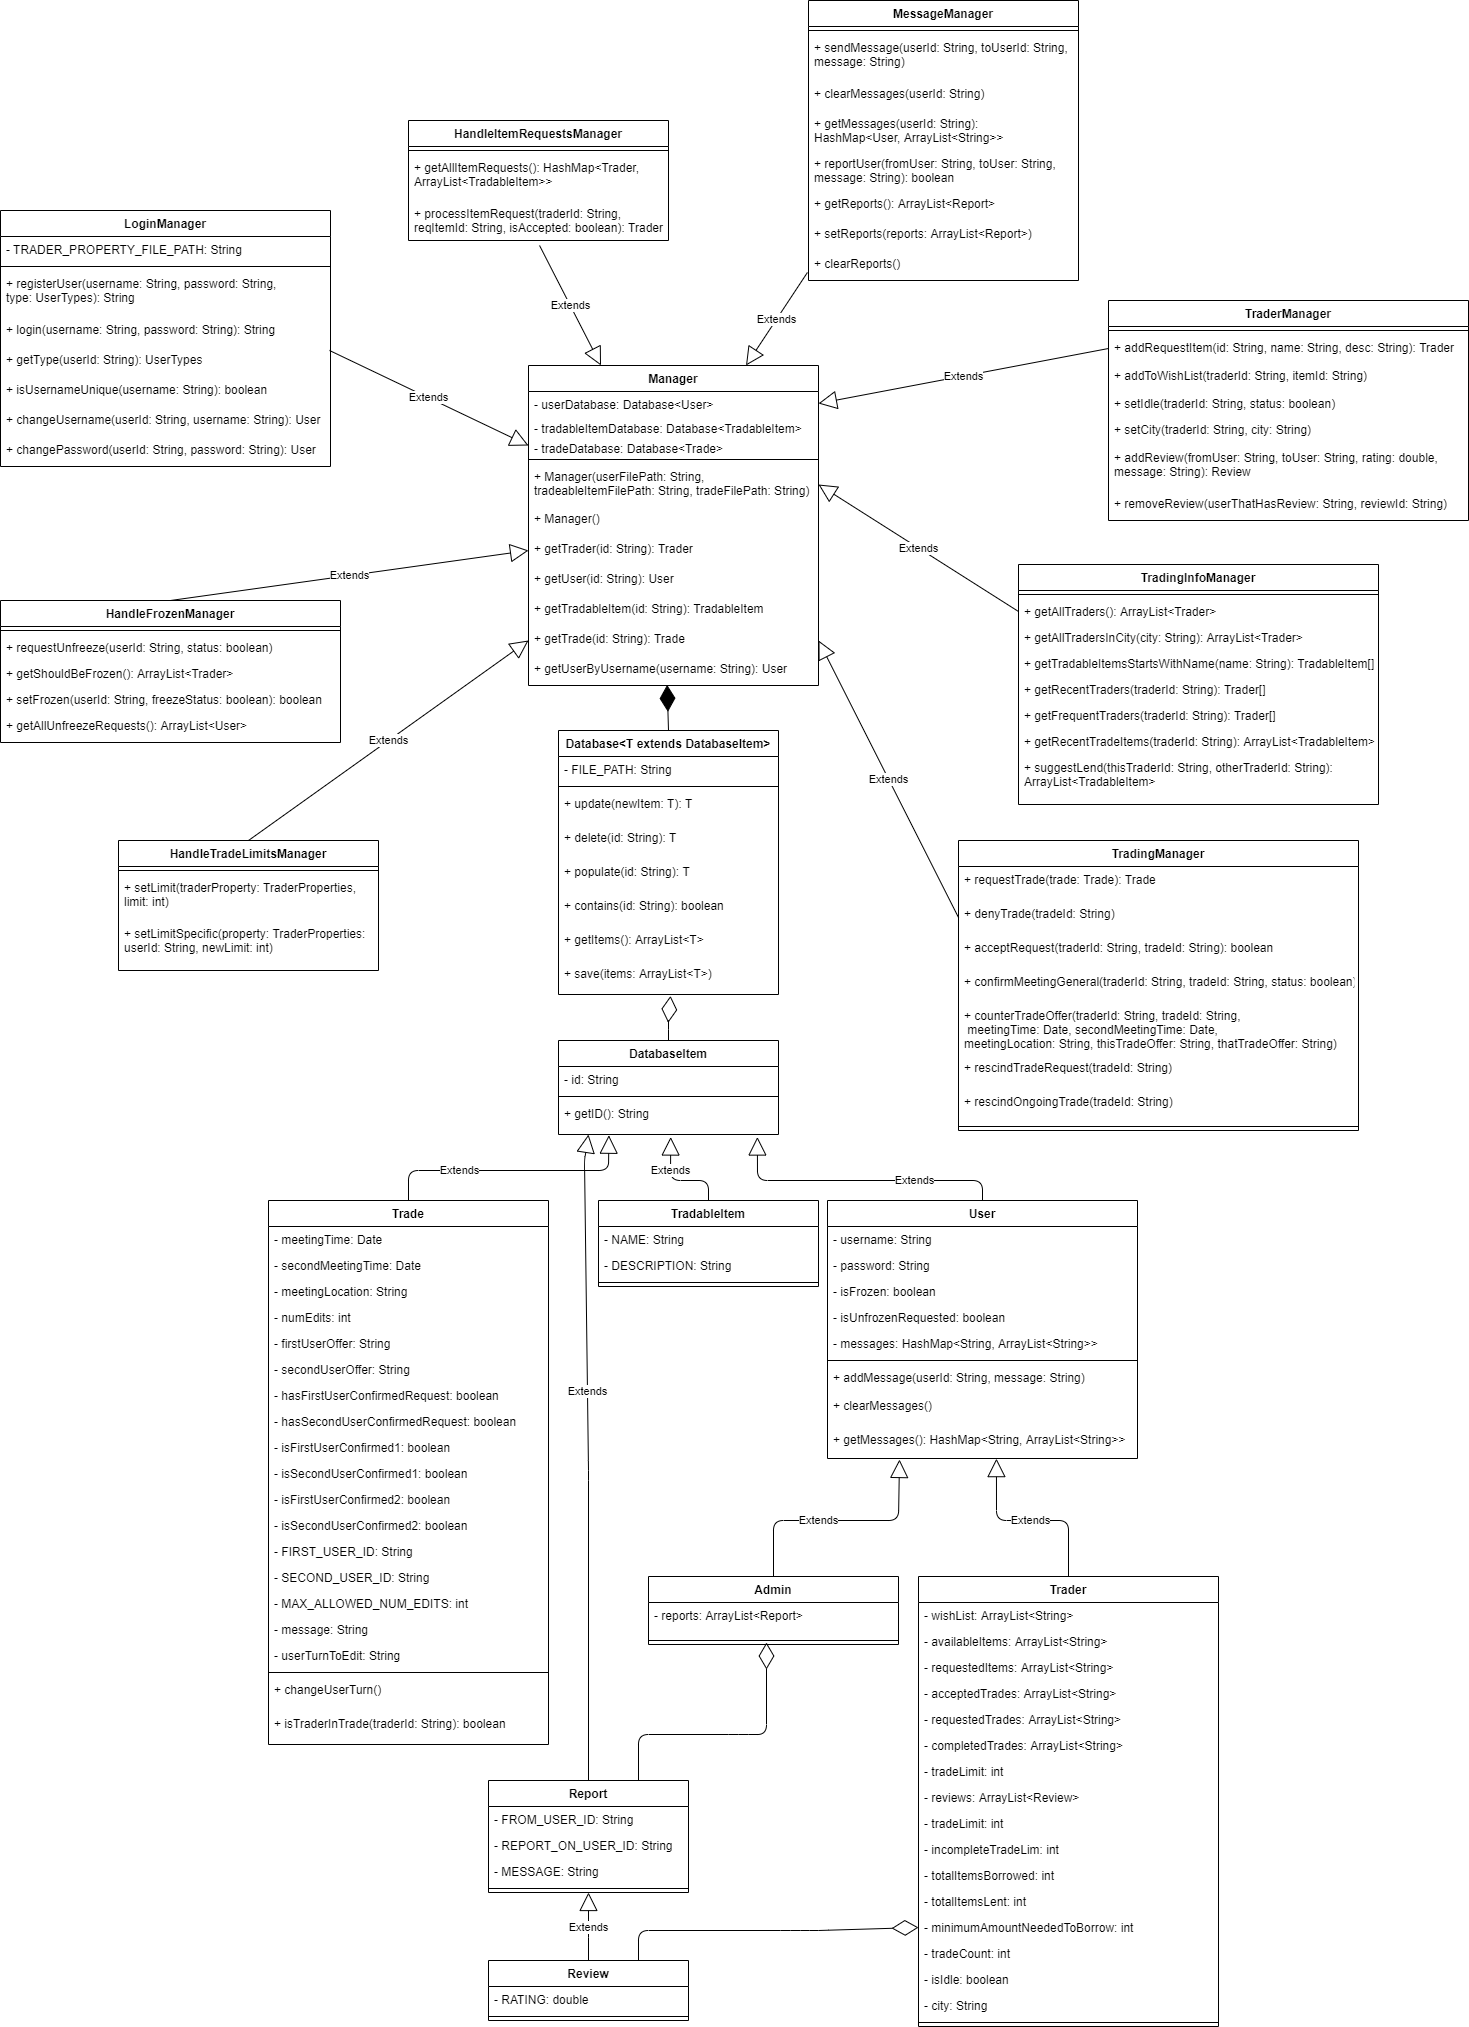 MessageManager
+ sendMessage(userId: String, toUserId: String,
message: String)
+ clearMessages(userId: String)
+ getMessages(userId: String):
HashMap<User, ArrayList<String>>
+ reportUser(fromUser: String, toUser: String,
message: String): boolean
+ getReports(): ArrayList<Report>
+ setReports(reports: ArrayList<Report>)
+ clearReports()
HandleItemRequestsManager
+ getAllItemRequests(): HashMap<Trader,
ArrayList<TradableItem>>
+ processItemRequest(traderId: String,
reqItemId: String, isAccepted: boolean): Trader
LoginManager
- TRADER_PROPERTY_FILE_PATH: String
+ registerUser(username: String, password: String,
type: UserTypes): String
+ login(username: String, password: String): String
+ getType(userId: String): UserTypes
+ isUsernameUnique(username: String): boolean
+ changeUsername(userId: String, username: String): User
+ changePassword(userId: String, password: String): User
Extends
Extends
Extends
Extends
TraderManager
+ addRequestItem(id: String, name: String, desc: String): Trader
+ addToWishList(traderId: String, itemId: String)
+ setIdle(traderId: String, status: boolean)
+ setCity(traderId: String, city: String)
+ addReview(fromUser: String, toUser: String, rating: double,
message: String): Review
+ removeReview(userThatHasReview: String, reviewId: String)
Manager
- userDatabase: Database<User>
- tradableItemDatabase: Database<TradableItem>
- tradeDatabase: Database<Trade>
+ Manager(userFilePath: String,
tradeableItemFilePath: String, tradeFilePath: String)
+ Manager()
+ getTrader(id: String): Trader
+ getUser(id: String): User
+ getTradableItem(id: String): TradableItem
+ getTrade(id: String): Trade
+ getUserByUsername(username: String): User
Extends
Extends
HandleFrozenManager
+ requestUnfreeze(userId: String, status: boolean)
+ getShouldBeFrozen(): ArrayList<Trader>
+ setFrozen(userId: String, freezeStatus: boolean): boolean
+ getAllUnfreezeRequests(): ArrayList<User>
TradingInfoManager
+ getAllTraders(): ArrayList<Trader>
+ getAllTradersInCity(city: String): ArrayList<Trader>
+ getTradableItemsStartsWithName(name: String): TradableItem[]
+ getRecentTraders(traderId: String): Trader[]
+ getFrequentTraders(traderId: String): Trader[]
+ getRecentTradeItems(traderId: String): ArrayList<TradableItem>
+ suggestLend(thisTraderId: String, otherTraderId: String):
ArrayList<TradableItem>
Extends
Extends
HandleTradeLimitsManager
+ setLimit(traderProperty: TraderProperties,
limit: int)
+ setLimitSpecific(property: TraderProperties:
userId: String, newLimit: int)
Database<T extends DatabaseItem>
- FILE_PATH: String
+ update(newItem: T): T
+ delete(id: String): T
+ populate(id: String): T
+ contains(id: String): boolean
+ getItems(): ArrayList<T>
+ save(items: ArrayList<T>)
TradingManager
+ requestTrade(trade: Trade): Trade
+ denyTrade(tradeId: String)
+ acceptRequest(traderId: String, tradeId: String): boolean
+ confirmMeetingGeneral(traderId: String, tradeId: String, status: boolean)
+ counterTradeOffer(traderId: String, tradeId: String,
meetingTime: Date, secondMeetingTime: Date,
meetingLocation: String, thisTradeOffer: String, thatTradeOffer: String)
+ rescindTradeRequest(tradeId: String)
+ rescindOngoingTrade(tradeId: String)
DatabaseItem
- id: String
+ getID(): String
Extends
Extends
Extends
Trade
- meetingTime: Date
- secondMeetingTime: Date
- meetingLocation: String
- numEdits: int
- firstUserOffer: String
- secondUserOffer: String
- hasFirstUserConfirmedRequest: boolean
- hasSecondUserConfirmedRequest: boolean
- isFirstUserConfirmed1: boolean
- isSecondUserConfirmed1: boolean
- isFirstUserConfirmed2: boolean
- isSecondUserConfirmed2: boolean
- FIRST_USER_ID: String
- SECOND_USER_ID: String
- MAX_ALLOWED_NUM_EDITS: int
- message: String
- userTurnToEdit: String
+ changeUserTurn()
+ isTraderInTrade(traderId: String): boolean
TradableItem
- NAME: String
- DESCRIPTION: String
User
- username: String
- password: String
- isFrozen: boolean
- isUnfrozenRequested: boolean
- messages: HashMap<String, ArrayList<String>>
+ addMessage(userId: String, message: String)
+ clearMessages()
+ getMessages(): HashMap<String, ArrayList<String>>
Extends
Extends
Extends
Admin
- reports: ArrayList<Report>
Trader
- wishList: ArrayList<String>
- availableItems: ArrayList<String>
- requestedItems: ArrayList<String>
- acceptedTrades: ArrayList<String>
- requestedTrades: ArrayList<String>
- completedTrades: ArrayList<String>
- tradeLimit: int
- reviews: ArrayList<Review>
- tradeLimit: int
- incompleteTradeLim: int
- totalItemsBorrowed: int
- totalItemsLent: int
- minimumAmountNeededToBorrow: int
- tradeCount: int
- isIdle: boolean
- city: String
Report
- FROM_USER_ID: String
- REPORT_ON_USER_ID: String
- MESSAGE: String
Extends
Review
- RATING: double